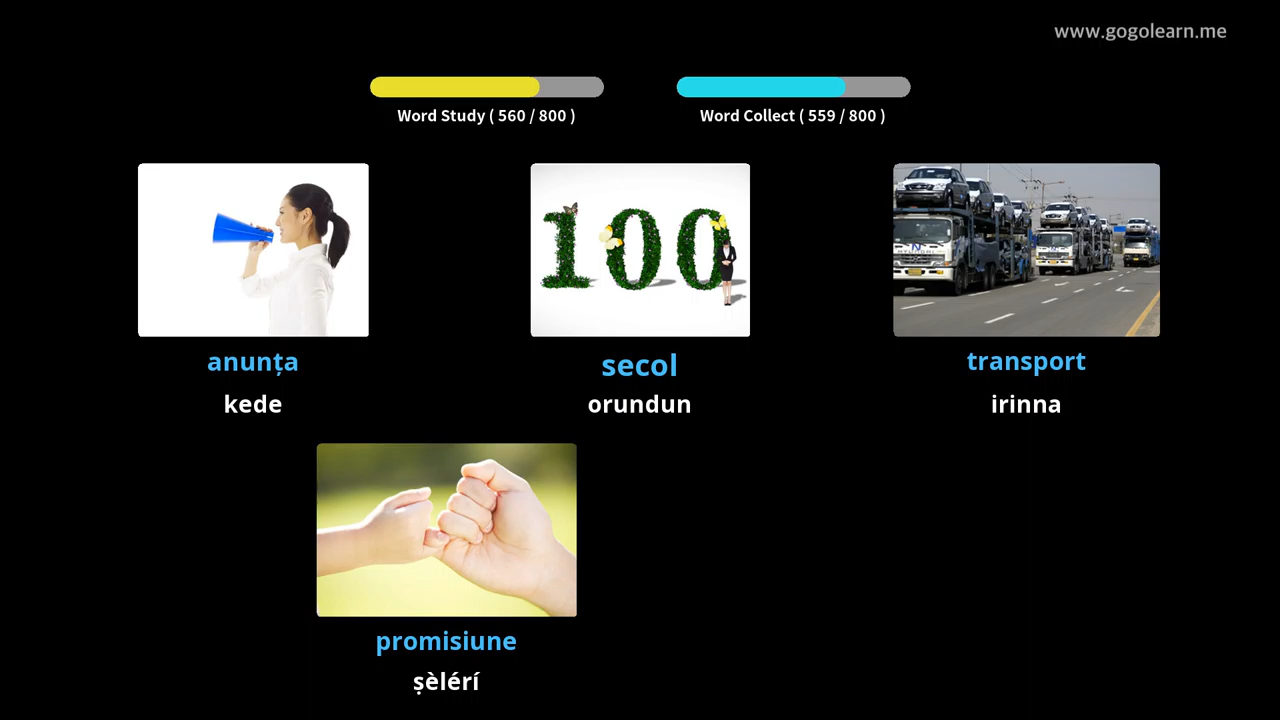 www.gogolearn.me
Word Study ( 560 / 800 )
Word Collect ( 559 / 800 )
100
anunța
secol
transport
kede
orundun
irinna
promisiune
ṣèlérí